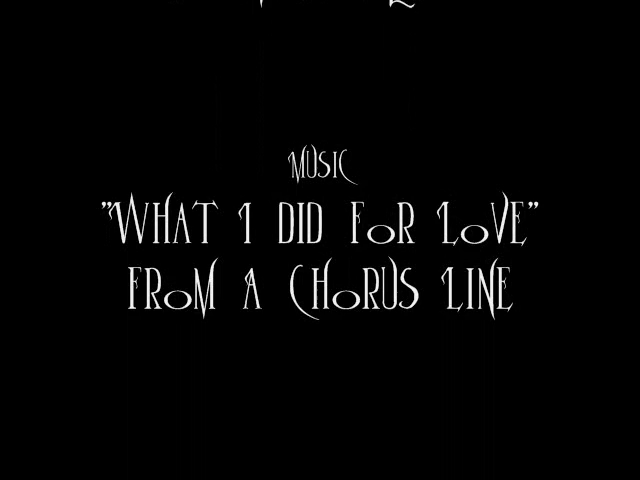 MUSIC
"WHAT I DID FOR LOVE"
FROM A CHORUS LINE